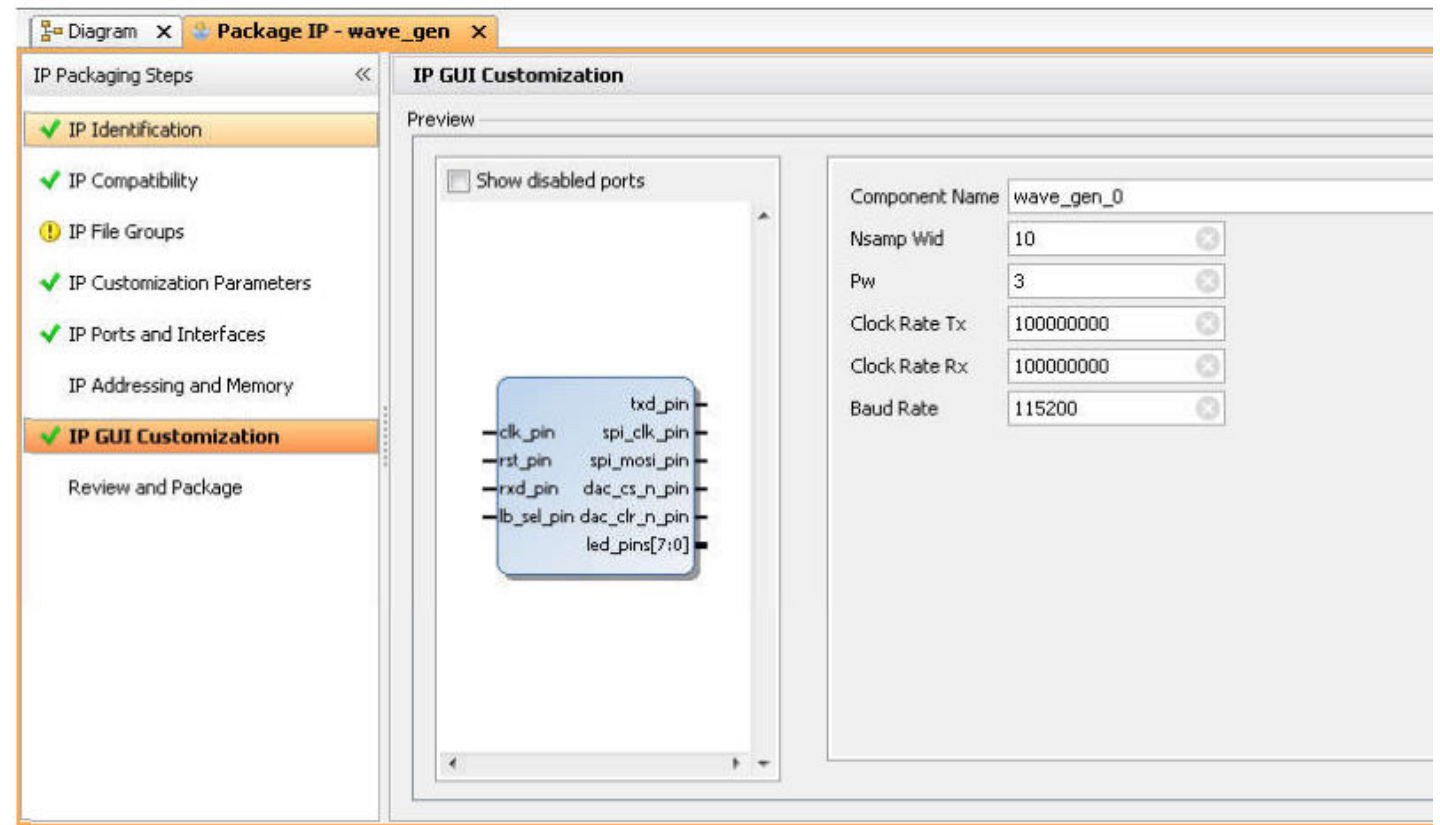 Diagram X Package IP - wave_gen X
IP Packaging Steps «
IP Identification
IP Compatibility
IP File Groups
IP Customization Parameters
IP Ports and Interfaces
IP Addressing and Memory
IP GUI Customization
Review and Package
IP GUI Customization
Preview
Show disabled ports
txd_pin
clk_pin spi_clk_pin
rst_pin spi_mosi_pin
rxd_pin dac_cs_n_pin
lb_sel_pin dac_clr_n_pin
led_pins[7:0]
Component Name wave_gen_0
Nsamp Wid 10
Pw 3
Clock Rate Tx 100000000
Clock Rate Rx 100000000
Baud Rate 115200